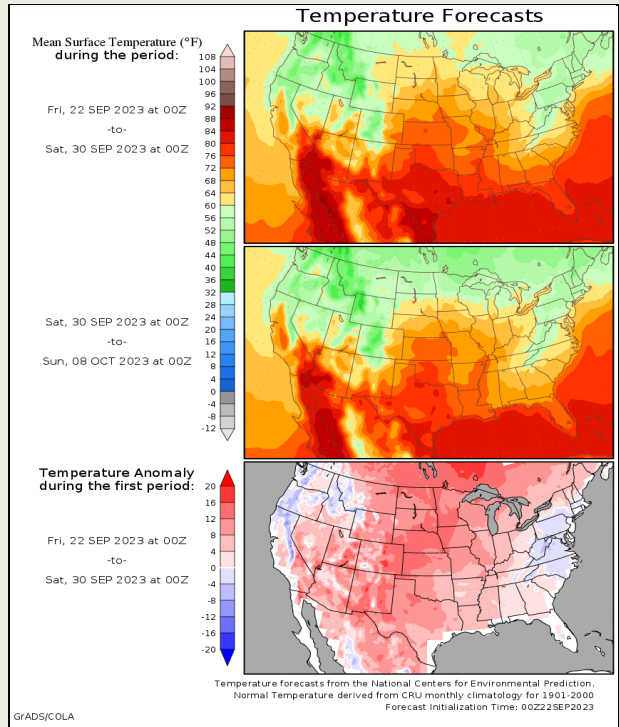 Temperature Forecasts
Mean Surface Temperature (°F)
during the period:
Fri, 22 SEP 2023 at 00Z
-to-
Sat, 30 SEP 2023 at 00Z
108
104
100
96
92
88
84
80
76
72
68
64
60
56
52
48
44
40
36
32
28
24
20
16
12
8
4
0
-4
-8
-12
Sat, 30 SEP 2023 at 00Z
-to-
Sun, 08 OCT 2023 at 00Z
Temperature Anomaly
during the first period:
Fri, 22 SEP 2023 at 00Z
-to-
Sat, 30 SEP 2023 at 00Z
20
16
12
8
4
0
-4
-8
-12
-16
-20
Temperature forecasts from the National Centers for Environmental Prediction.
Normal Temperature derived from CRU monthly climatology for 1901-2000
Forecast Initialization Time: 00Z22SEP2023
GrADS/COLA